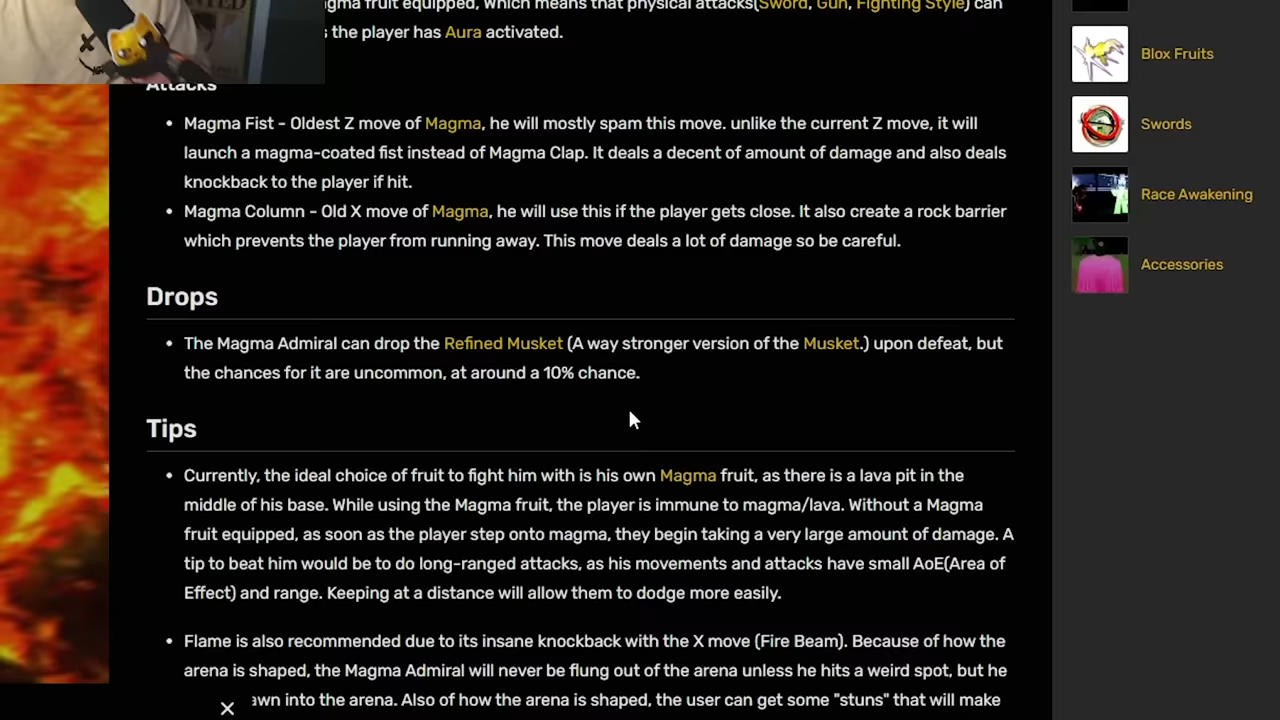 gma fruit equipped, which means that physical attacks(Sword, Gun, Fighting Style) can
s the player has Aura activated.
Attacks
• Magma Fist - Oldest Z move of Magma, he will mostly spam this move. unlike the current Z move, it will
launch a magma-coated fist instead of Magma Clap. It deals a decent of amount of damage and also deals
knockback to the player if hit.
• Magma Column - Old X move of Magma, he will use this if the player gets close. It also create a rock barrier
which prevents the player from running away. This move deals a lot of damage so be careful.
Drops
• The Magma Admiral can drop the Refined Musket (A way stronger version of the Musket.) upon defeat, but
the chances for it are uncommon, at around a 10% chance.
Tips
• Currently, the ideal choice of fruit to fight him with is his own Magma fruit, as there is a lava pit in the
middle of his base. While using the Magma fruit, the player is immune to magma/lava. Without a Magma
fruit equipped, as soon as the player step onto magma, they begin taking a very large amount of damage. A
tip to beat him would be to do long-ranged attacks, as his movements and attacks have small AoE(Area of
Effect) and range. Keeping at a distance will allow them to dodge more easily.
• Flame is also recommended due to its insane knockback with the X move (Fire Beam). Because of how the
arena is shaped, the Magma Admiral will never be flung out of the arena unless he hits a weird spot, but he
awn into the arena. Also of how the arena is shaped, the user can get some "stuns" that will make
Blox Fruits
Swords
Race Awakening
Accessories